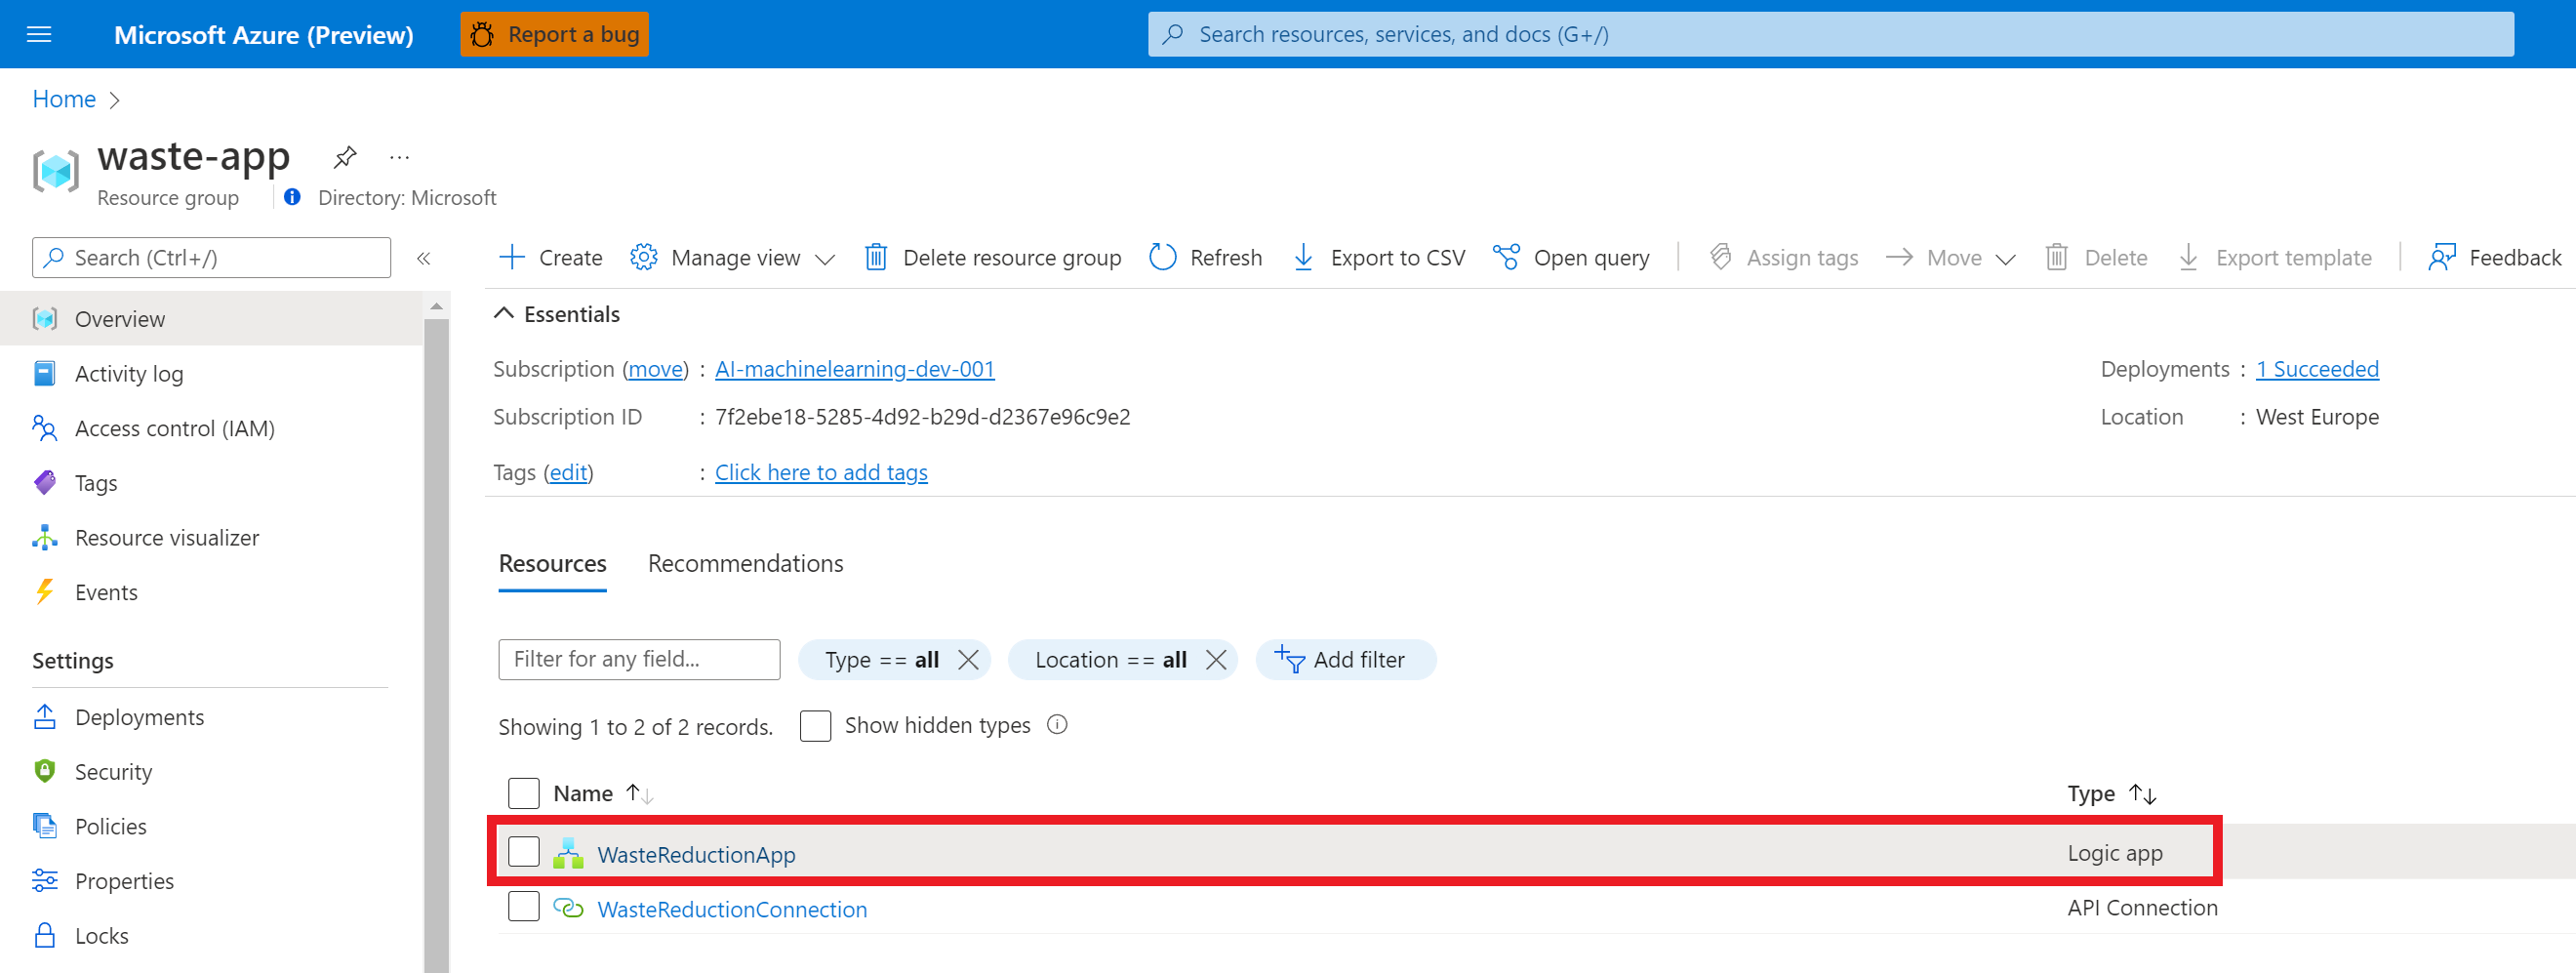 Microsoft Azure (Preview) Report a bug Search resources, services, and docs (G+/)
Home
waste-app ...
Resource group Directory: Microsoft
Search (Ctrl+/) «
Create Manage view Delete resource group Refresh Export to CSV Open query Assign tags Move Delete Export template Feedback
Overview
Activity log
Access control (IAM)
Tags
Resource visualizer
Events
Settings
Deployments
Security
Policies
Properties
Locks
Essentials
Subscription (move) : AI-machinelearning-dev-001
Subscription ID : 7f2ebe18-5285-4d92-b29d-d2367e96c9e2
Tags (edit) : Click here to add tags
Deployments : 1 Succeeded
Location : West Europe
Resources Recommendations
Filter for any field... Type == all Location == all Add filter
Showing 1 to 2 of 2 records. Show hidden types
Name Type
WasteReductionApp Logic app
WasteReductionConnection API Connection